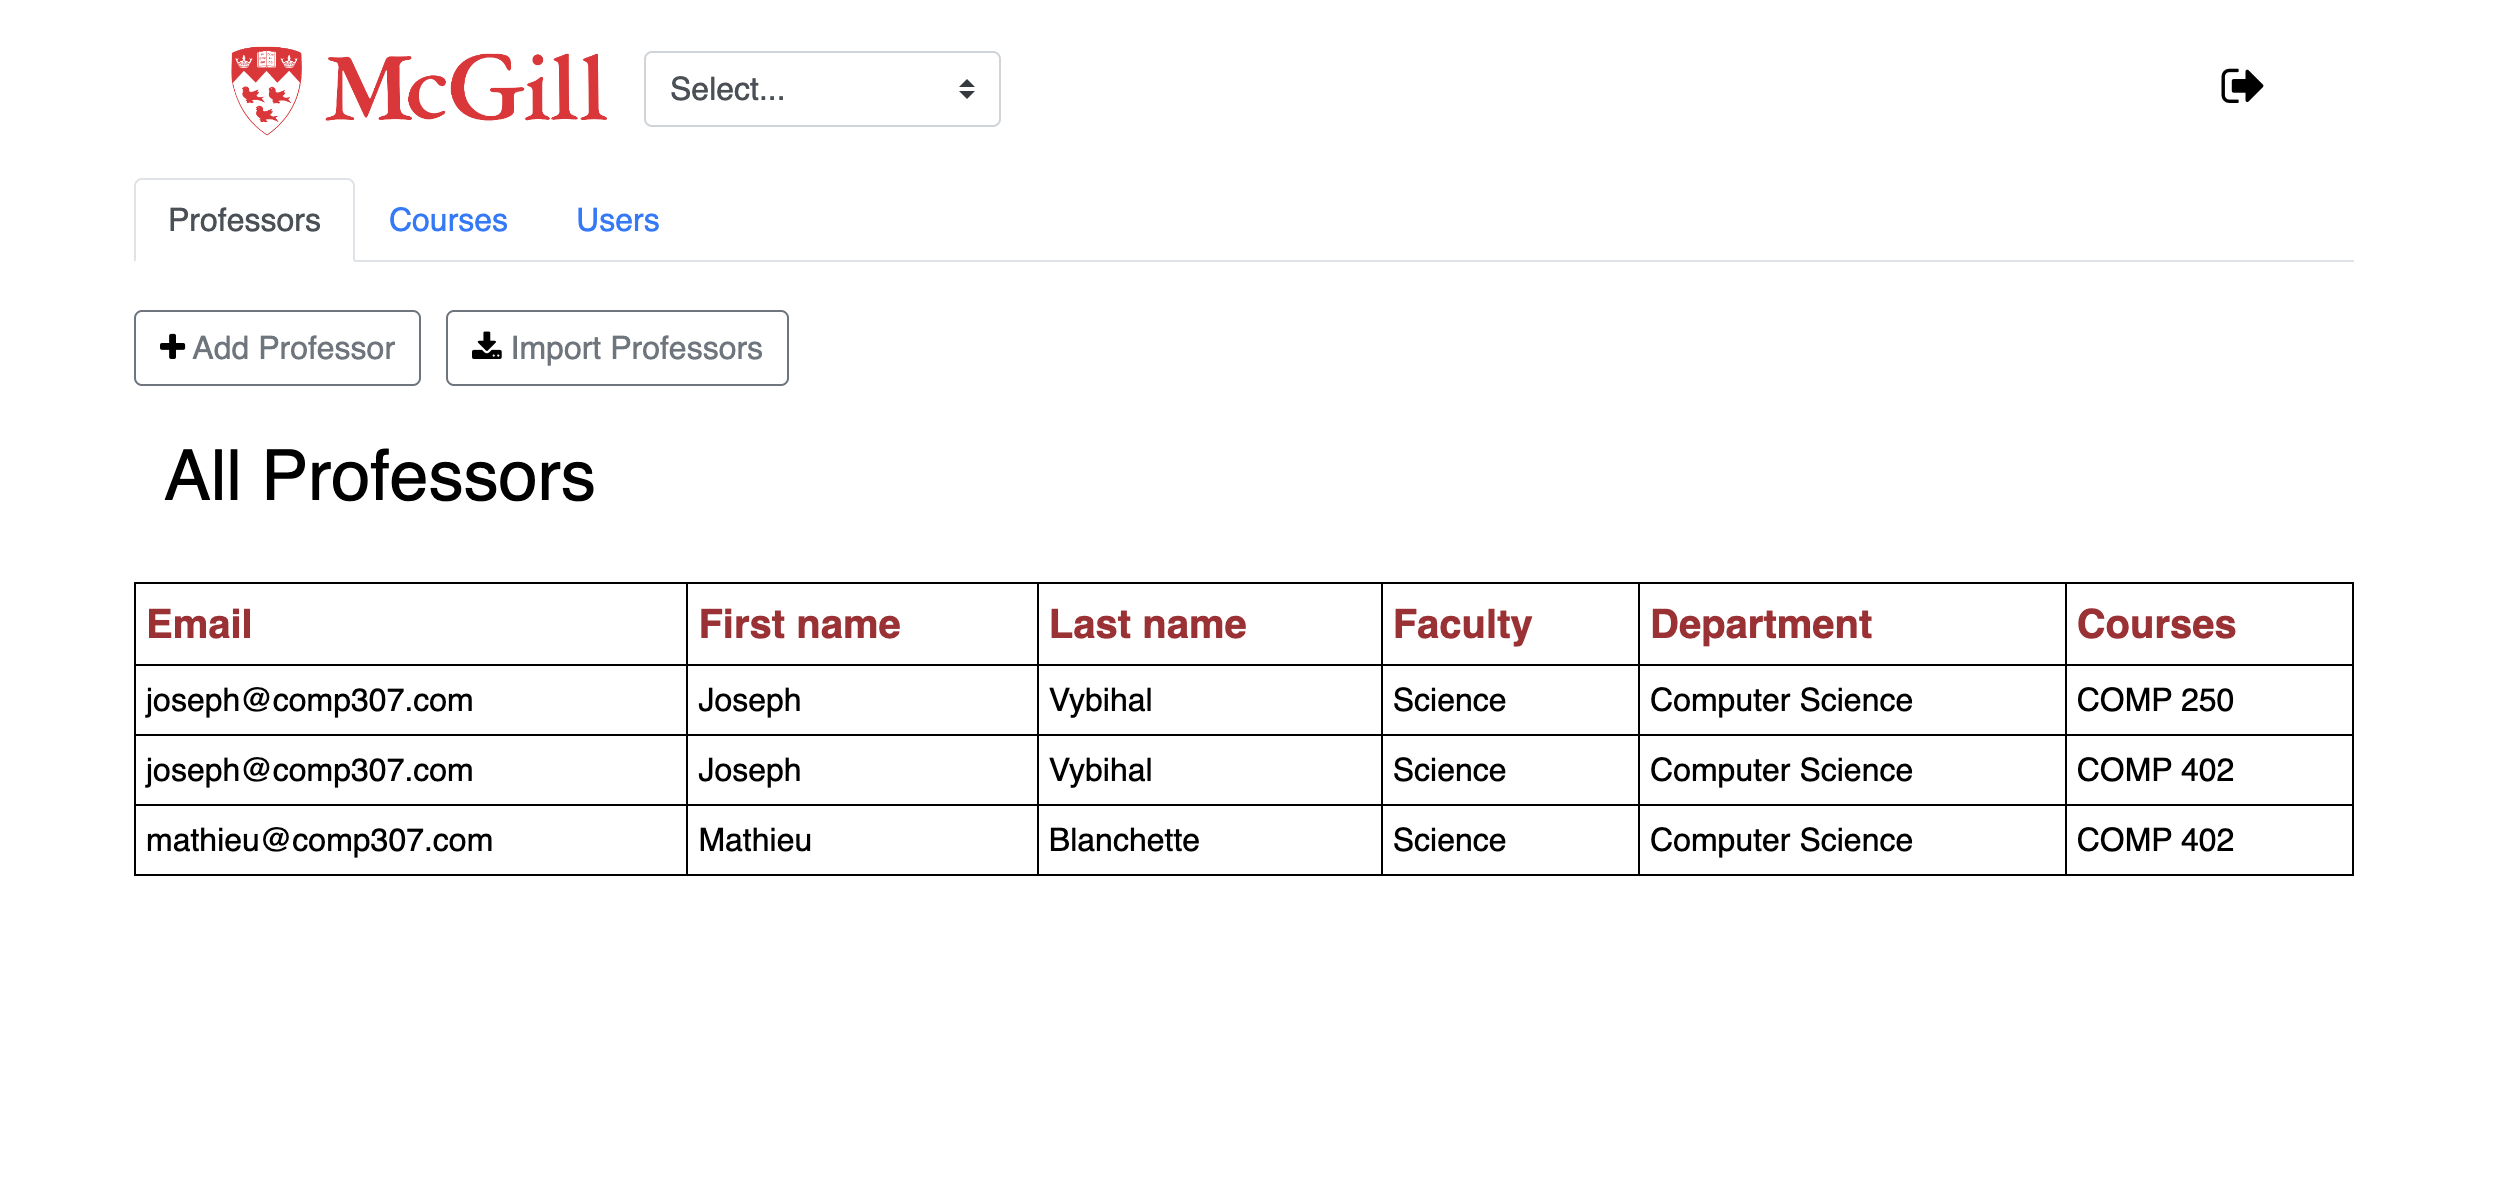 McGill Select...
Professors Courses Users
Add Professor Import Professors
All Professors
Email First name Last name Faculty Department Courses
joseph@comp307.com Joseph Vybihal Science Computer Science COMP 250
joseph@comp307.com Joseph Vybihal Science Computer Science COMP 402
mathieu@comp307.com Mathieu Blanchette Science Computer Science COMP 402